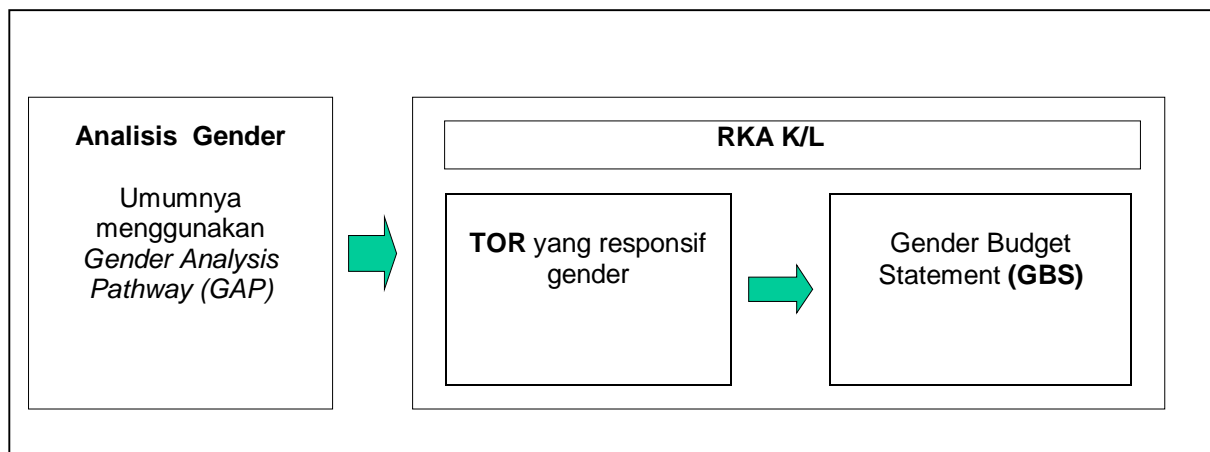 Analisis Gender
Umumnya
menggunakan
Gender Analysis
Pathway (GAP)
RKA K/L
TOR yang responsif
gender
Gender Budget
Statement (GBS)